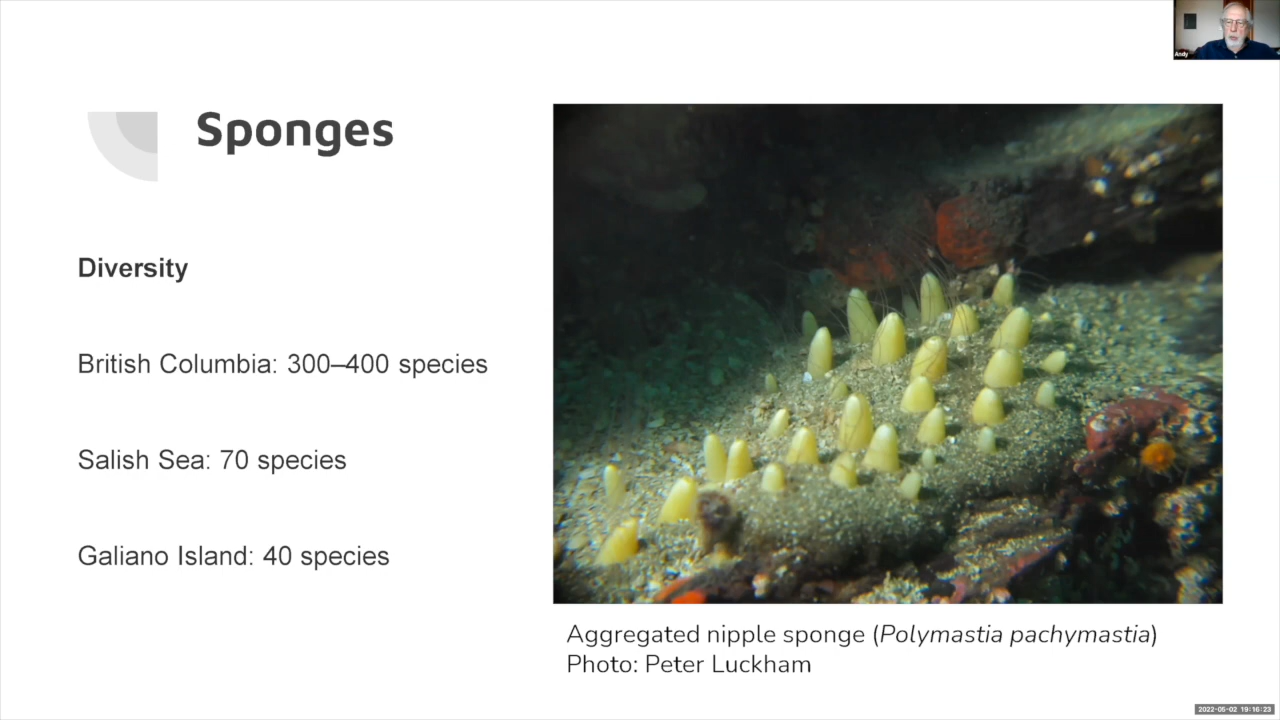 Andy
Sponges
Diversity
British Columbia: 300–400 species
Salish Sea: 70 species
Galiano Island: 40 species
Aggregated nipple sponge (Polymastia pachymastia)
Photo: Peter Luckham
2022-05-02 19:16:23